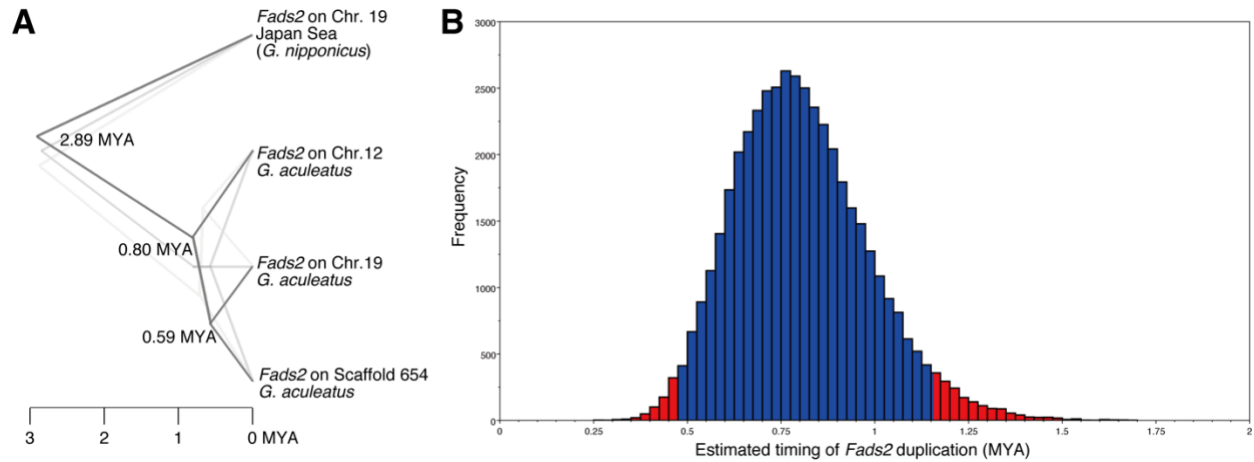 A
Fads2 on Chr. 19
Japan Sea
(G. nipponicus)
2.89 MYA
Fads2 on Chr.12
G. aculeatus
0.80 MYA
Fads2 on Chr.19
G. aculeatus
0.59 MYA
Fads2 on Scaffold 654
G. aculeatus
3 2 1 0 MYA
B
3000
2500
2000
1500
1000
500
0
Frequency
0 0.25 0.5 0.75 1 1.25 1.5 1.75 2
Estimated timing of Fads2 duplication (MYA)